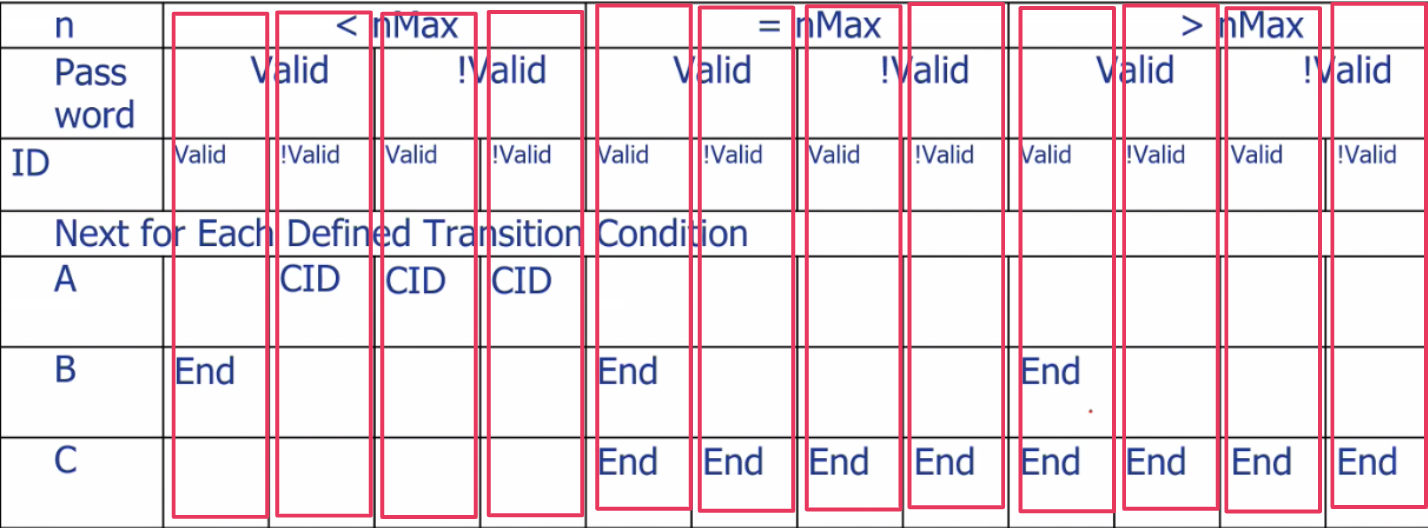 n < nMax = nMax > nMax
Pass word Valid !Valid Valid !Valid Valid !Valid
ID Valid !Valid Valid !Valid Valid !Valid Valid !Valid Valid !Valid Valid !Valid
Next for Each Defined Transition Condition
A CID CID CID
B End End End
C End End End End End End End End